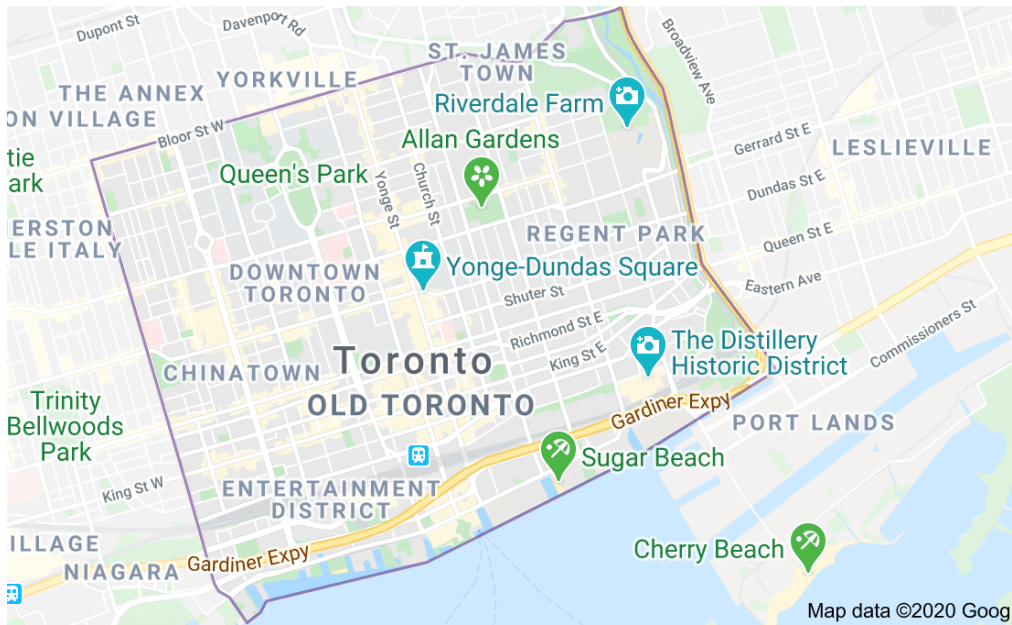 Dupont St
Davenport Rd
Broadview Ave
ST. JAMES
TOWN
YORKVILLE
THE ANNEX
Riverdale Farm
ON VILLAGE
Bloor St W
Allan Gardens
Gerrard St E
LESLIEVILLE
tie
ark
Queen's Park
Yonge St
Church St
Dundas St E
ERSTON
LE ITALY
REGENT PARK
Queen St E
DOWNTOWN
TORONTO
Yonge-Dundas Square
Eastern Ave
Shuter St
Richmond St E
King St E
Commissioners St
The Distillery
Historic District
Toronto
CHINATOWN
OLD TORONTO
Trinity
Bellwoods
Park
Gardiner Expy
PORT LANDS
Sugar Beach
King St W
ENTERTAINMENT
DISTRICT
ILLAGE
Cherry Beach
Gardiner Expy
NIAGARA
Map data ©2020 Goog